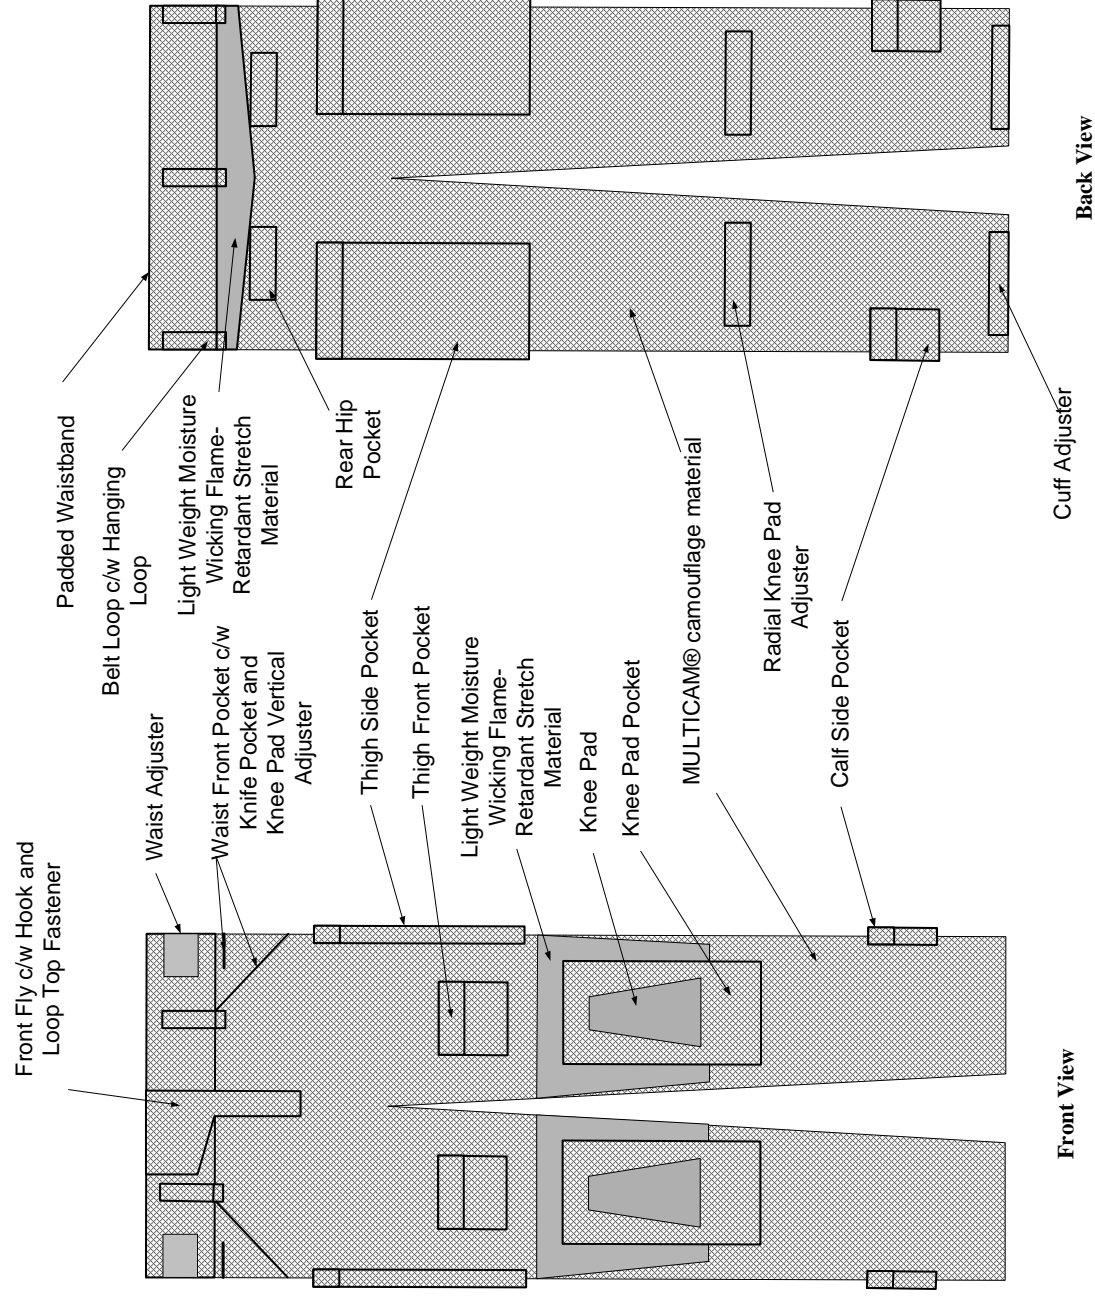 Front Fly c/w Hook and
Loop Top Fastener
Waist Adjuster
Waist Front Pocket c/w
Knife Pocket and
Knee Pad Vertical
Adjuster
Padded Waistband
Belt Loop c/w Hanging
Loop
Light Weight Moisture
Wicking Flame-
Retardant Stretch
Material
Rear Hip
Pocket
Thigh Side Pocket
Thigh Front Pocket
Light Weight Moisture
Wicking Flame-
Retardant Stretch
Material
Knee Pad
Knee Pad Pocket
MULTICAM® camouflage material
Radial Knee Pad
Adjuster
Calf Side Pocket
Cuff Adjuster
Front View
Back View